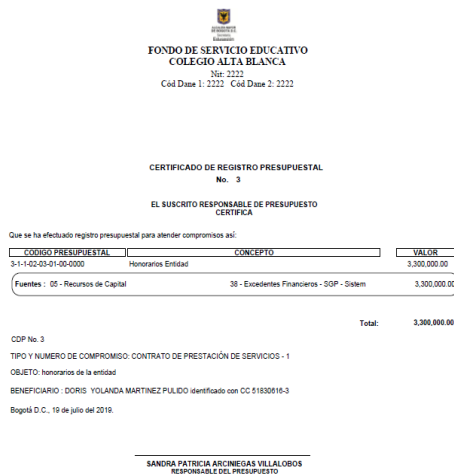 FONDO DE SERVICIO EDUCATIVO
COLEGIO ALTA BLANCA
Nit: 2222
Cód Dane 1: 2222 Cód Dane 2: 2222
CERTIFICADO DE REGISTRO PRESUPUESTAL
No. 3
EL SUSCRITO RESPONSABLE DE PRESUPUESTO
CERTIFICA
Que se ha efectuado registro presupuestal para atender compromisos así:
CODIGO PRESUPUESTAL CONCEPTO VALOR
3-1-1-02-03-01-00-0000 Honorarios Entidad 3,300,000.00
Fuentes : 05 - Recursos de Capital 38 - Excedentes Financieros - SGP - Sistem 3,300,000.00
Total: 3,300,000.00
CDP No. 3
TIPO Y NUMERO DE COMPROMISO: CONTRATO DE PRESTACIÓN DE SERVICIOS - 1
OBJETO: honorarios de la entidad
BENEFICIARIO : DORIS YOLANDA MARTINEZ PULIDO identificado con CC 51830616-3
Bogotá D.C., 19 de julio del 2019.
SANDRA PATRICIA ARCINIEGAS VILLALOBOS
RESPONSABLE DEL PRESUPUESTO